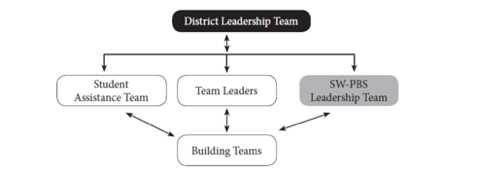 District Leadership Team
Student
Assistance Team
Team Leaders
SW-PBS
Leadership Team
Building Teams